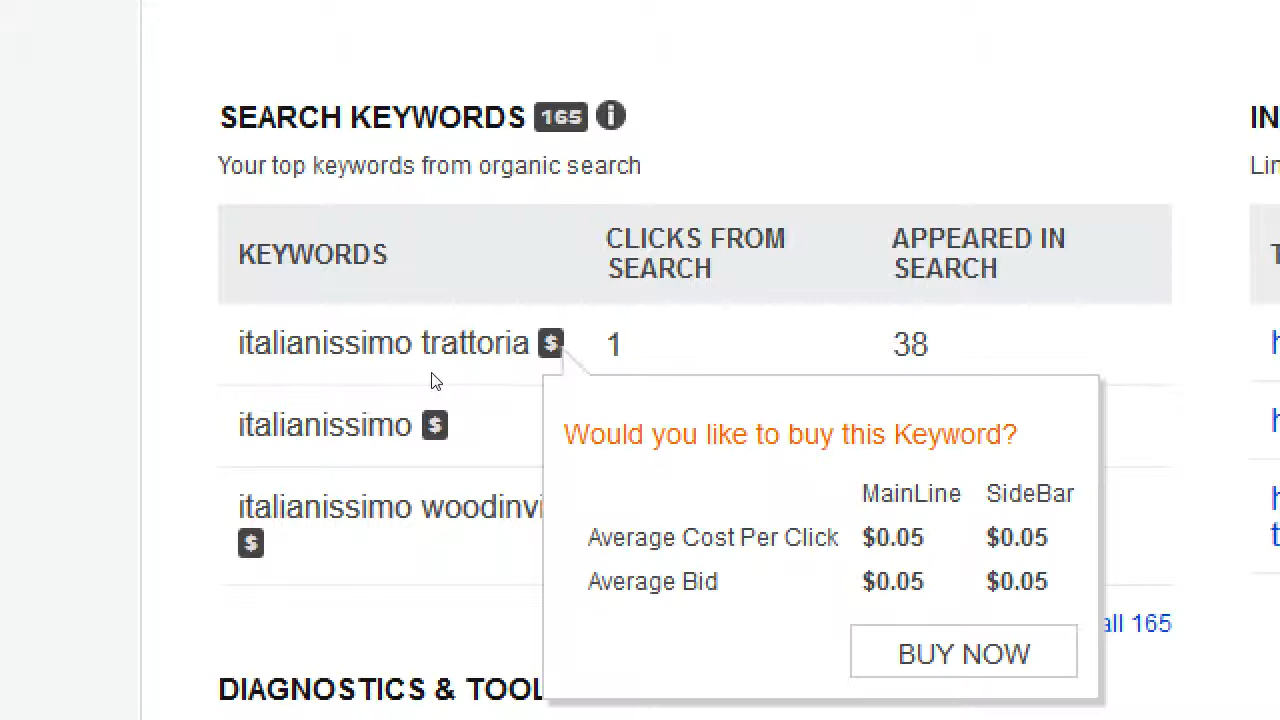 SEARCH KEYWORDS 165 i
Your top keywords from organic search
KEYWORDS
CLICKS FROM
SEARCH
APPEARED IN
SEARCH
italianissimo trattoria $ 1 38
italianissimo $
italianissimo woodinvi
$
Would you like to buy this Keyword?
MainLine SideBar
Average Cost Per Click $0.05 $0.05
Average Bid $0.05 $0.05
BUY NOW
all 165
DIAGNOSTICS & TOOL
IN
Lin
T
h
h
h
t